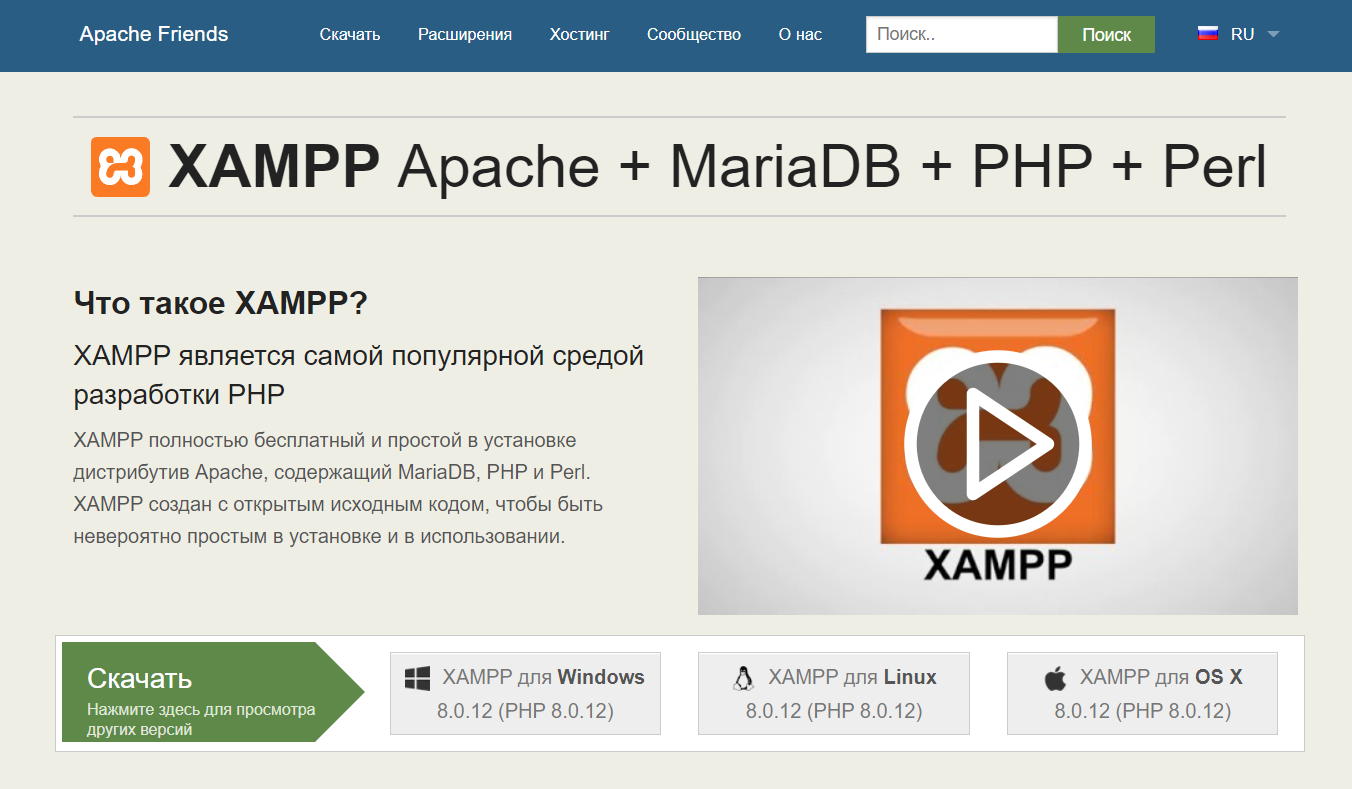 Apache Friends
Скачать
Расширения
Хостинг
Сообщество
О нас
Поиск..
Поиск
RU
XAMPP Apache + MariaDB + PHP + Perl
Что такое XAMPP?
XAMPP является самой популярной средой
разработки PHP
XAMPP полностью бесплатный и простой в установке
дистрибутив Apache, содержащий MariaDB, PHP и Perl.
XAMPP создан с открытым исходным кодом, чтобы быть
невероятно простым в установке и в использовании.
XAMPP
Скачать
Нажмите здесь для просмотра
других версий
XAMPP для Windows
8.0.12 (PHP 8.0.12)
XAMPP для Linux
8.0.12 (PHP 8.0.12)
XAMPP для OS X
8.0.12 (PHP 8.0.12)